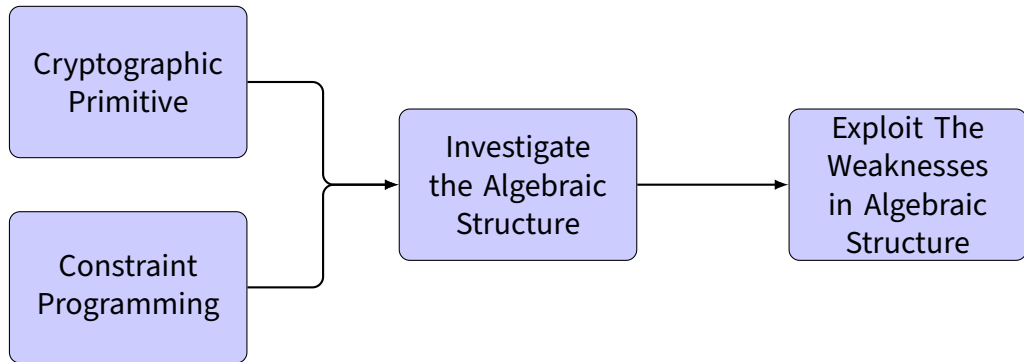 Cryptographic
Primitive
Constraint
Programming
Investigate
the Algebraic
Structure
Exploit The
Weaknesses
in Algebraic
Structure